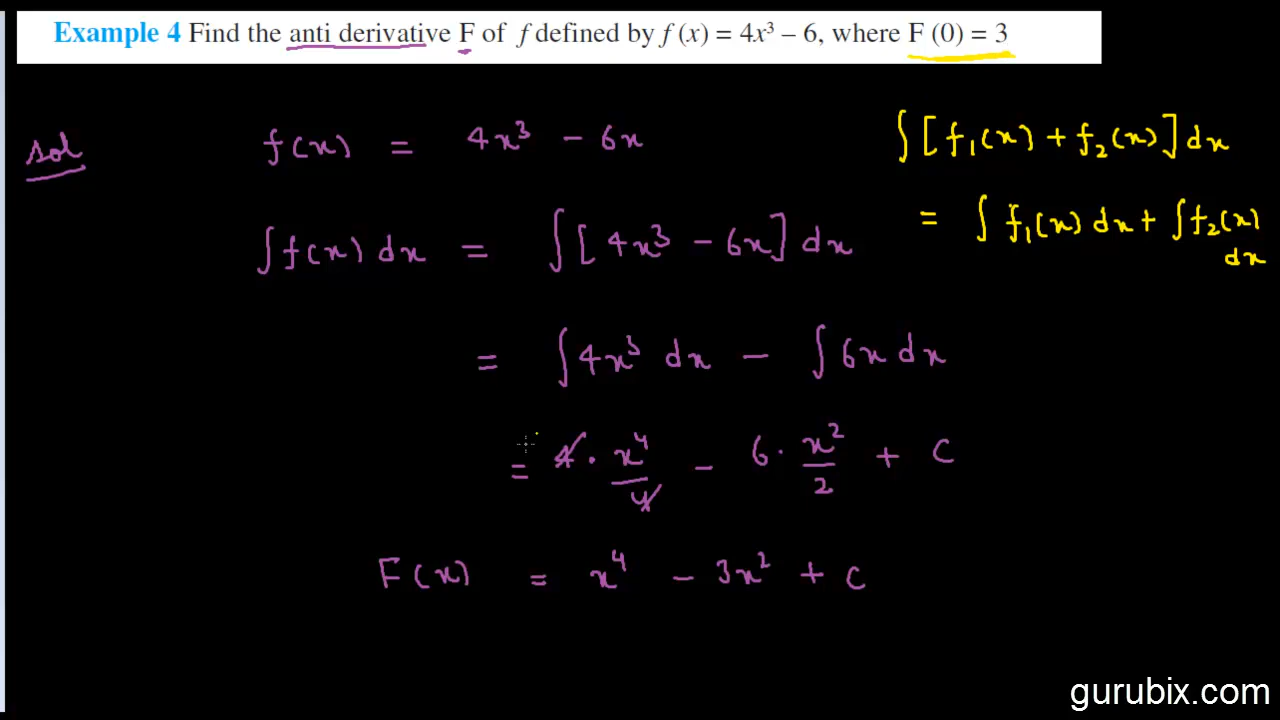 Example 4 Find the anti derivative F of f defined by f (x) = 4x³ – 6, where F (0) = 3
Sol
f(x) = 4x³ - 6x
∫f(x) dx = ∫[4x³ - 6x] dx
= ∫4x³ dx - ∫6x dx
= 4 · x⁴/4 - 6 · x²/2 + C
F(x) = x⁴ - 3x² + C
∫[f₁(x) + f₂(x)] dx
= ∫f₁(x) dx + ∫f₂(x)
dx
gurubix.com